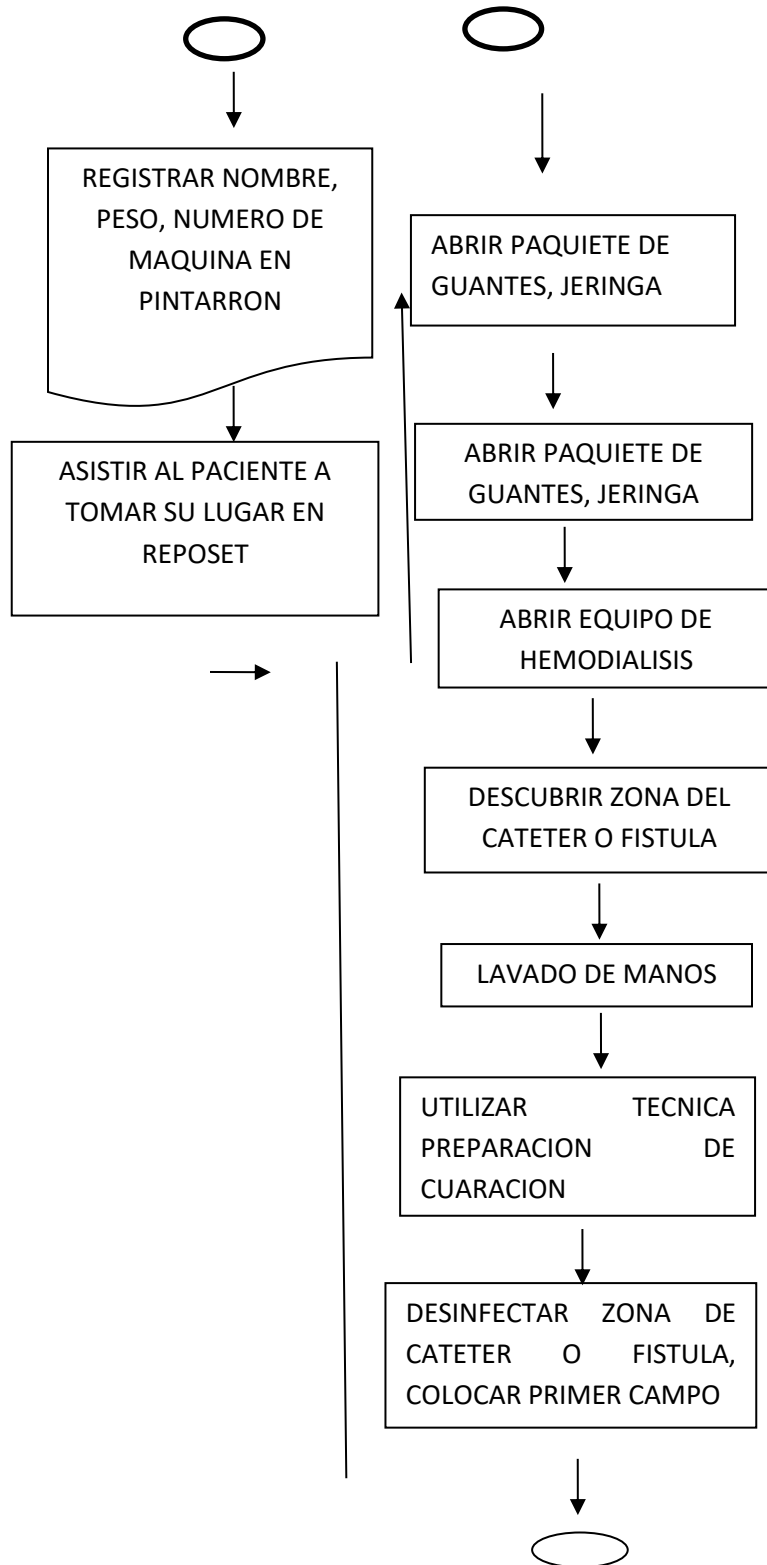 REGISTRAR NOMBRE,
PESO, NUMERO DE
MAQUINA EN
PINTARRON
ASISTIR AL PACIENTE A
TOMAR SU LUGAR EN
REPOSET
ABRIR PAQUIETE DE
GUANTES, JERINGA
ABRIR PAQUIETE DE
GUANTES, JERINGA
ABRIR EQUIPO DE
HEMODIALISIS
DESCUBRIR ZONA DEL
CATETER O FISTULA
LAVADO DE MANOS
UTILIZAR TECNICA
PREPARACION DE
CUARACION
DESINFECTAR ZONA DE
CATETER O FISTULA,
COLOCAR PRIMER CAMPO